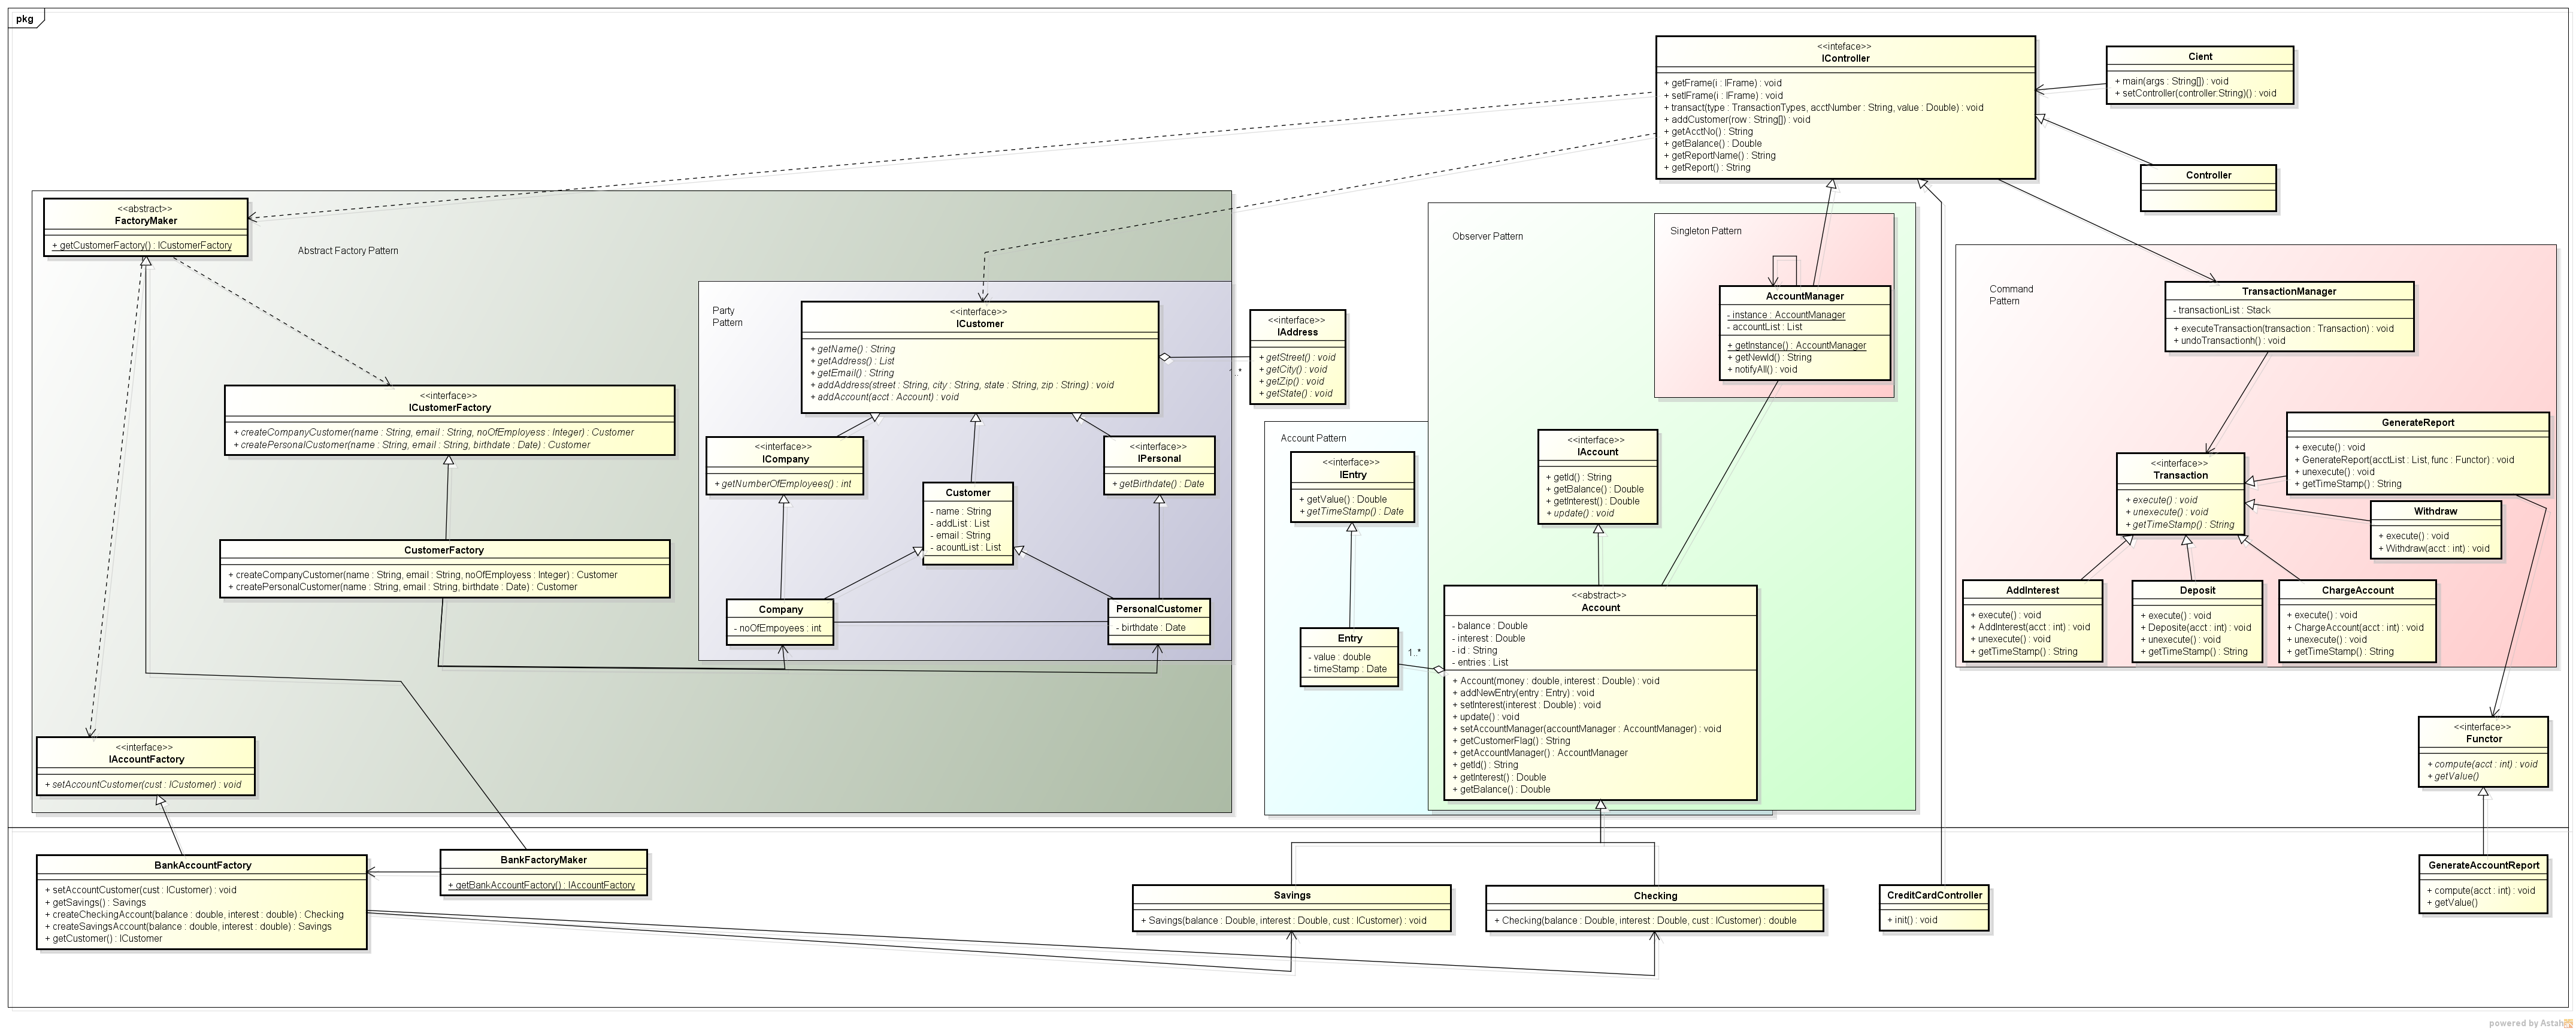 pkg
<<inteface>>
IController
+ getFrame(i : IFrame) : void
+ setIFrame(i : IFrame) : void
+ transact(type : TransactionTypes, acctNumber : String, value : Double) : void
+ addCustomer(row : String[]) : void
+ getAcctNo() : String
+ getBalance() : Double
+ getReportName() : String
+ getReport() : String
Cient
+ main(args : String[]) : void
+ setController(controller:String)() : void
Controller
<<abstract>>
FactoryMaker
+ getCustomerFactory() : ICustomerFactory
Abstract Factory Pattern
Party
Pattern
<<interface>>
ICustomer
+ getName() : String
+ getAddress() : List
+ getEmail() : String
+ addAddress(street : String, city : String, state : String, zip : String) : void
+ addAccount(acct : Account) : void
<<interface>>
IAddress
+ getStreet() : void
+ getCity() : void
+ getZip() : void
+ getState() : void
1..*
Observer Pattern
Singleton Pattern
AccountManager
- instance : AccountManager
- accountList : List
+ getInstance() : AccountManager
+ getNewId() : String
+ notifyAll() : void
Command
Pattern
TransactionManager
- transactionList : Stack
+ executeTransaction(transaction : Transaction) : void
+ undoTransactionh() : void
<<interface>>
ICustomerFactory
+ createCompanyCustomer(name : String, email : String, noOfEmployess : Integer) : Customer
+ createPersonalCustomer(name : String, email : String, birthdate : Date) : Customer
<<interface>>
ICompany
+ getNumberOfEmployees() : int
<<interface>>
IPersonal
+ getBirthdate() : Date
Customer
- name : String
- addList : List
- email : String
- acountList : List
Account Pattern
<<interface>>
IEntry
+ getValue() : Double
+ getTimeStamp() : Date
<<interface>>
IAccount
+ getId() : String
+ getBalance() : Double
+ getInterest() : Double
+ update() : void
GenerateReport
+ execute() : void
+ GenerateReport(acctList : List, func : Functor) : void
+ unexecute() : void
+ getTimeStamp() : String
<<interface>>
Transaction
+ execute() : void
+ unexecute() : void
+ getTimeStamp() : String
Withdraw
+ execute() : void
+ Withdraw(acct : int) : void
CustomerFactory
+ createCompanyCustomer(name : String, email : String, noOfEmployess : Integer) : Customer
+ createPersonalCustomer(name : String, email : String, birthdate : Date) : Customer
Company
- noOfEmpoyees : int
PersonalCustomer
- birthdate : Date
Entry
- value : double
- timeStamp : Date
1..*
<<abstract>>
Account
- balance : Double
- interest : Double
- id : String
- entries : List
+ Account(money : double, interest : Double) : void
+ addNewEntry(entry : Entry) : void
+ setInterest(interest : Double) : void
+ update() : void
+ setAccountManager(accountManager : AccountManager) : void
+ getCustomerFlag() : String
+ getAccountManager() : AccountManager
+ getId() : String
+ getInterest() : Double
+ getBalance() : Double
AddInterest
+ execute() : void
+ AddInterest(acct : int) : void
+ unexecute() : void
+ getTimeStamp() : String
Deposit
+ execute() : void
+ Deposite(acct : int) : void
+ unexecute() : void
+ getTimeStamp() : String
ChargeAccount
+ execute() : void
+ ChargeAccount(acct : int) : void
+ unexecute() : void
+ getTimeStamp() : String
<<interface>>
IAccountFactory
+ setAccountCustomer(cust : ICustomer) : void
<<interface>>
Functor
+ compute(acct : int) : void
+ getValue()
BankAccountFactory
+ setAccountCustomer(cust : ICustomer) : void
+ getSavings() : Savings
+ createCheckingAccount(balance : double, interest : double) : Checking
+ createSavingsAccount(balance : double, interest : double) : Savings
+ getCustomer() : ICustomer
BankFactoryMaker
+ getBankAccountFactory() : IAccountFactory
Savings
+ Savings(balance : Double, interest : Double, cust : ICustomer) : void
Checking
+ Checking(balance : Double, interest : Double, cust : ICustomer) : double
CreditCardController
+ init() : void
GenerateAccountReport
+ compute(acct : int) : void
+ getValue()
powered by Astah